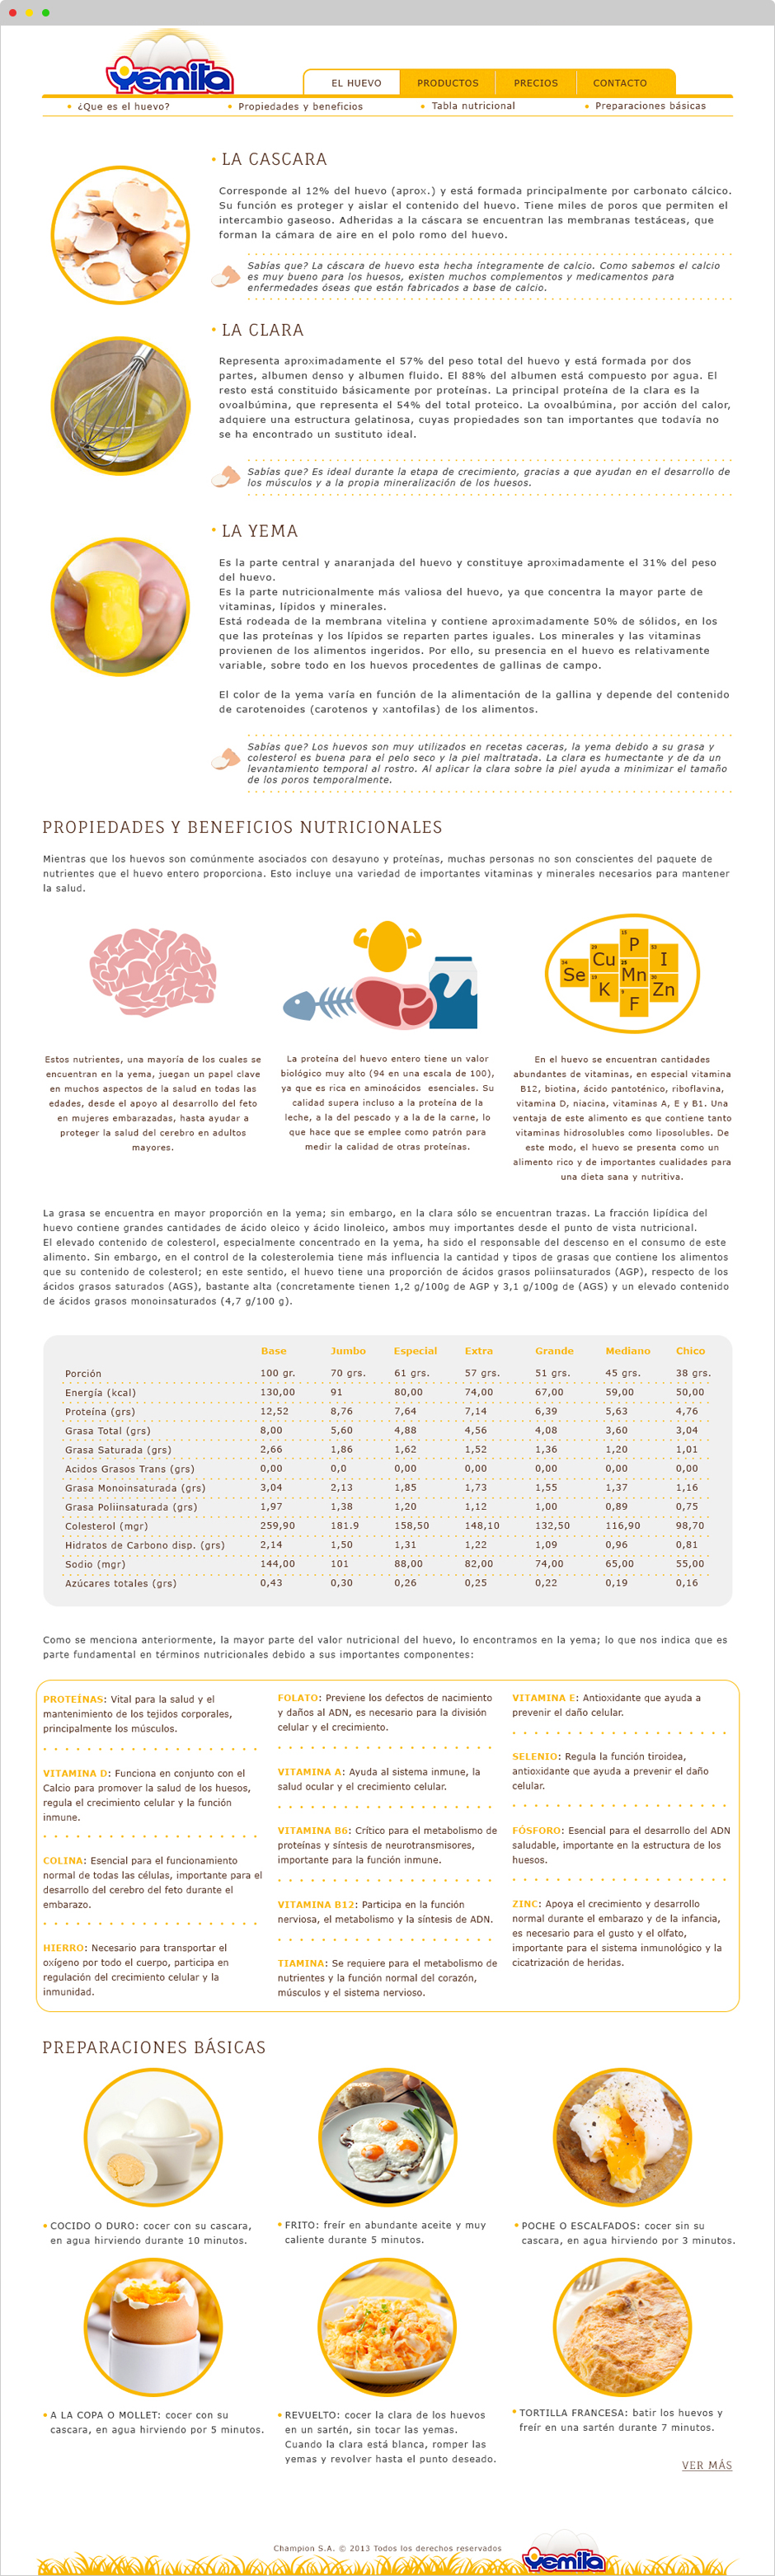 yemita
EL HUEVO PRODUCTOS PRECIOS CONTACTO
• ¿Que es el huevo? • Propiedades y beneficios • Tabla nutricional • Preparaciones básicas
• LA CASCARA
Corresponde al 12% del huevo (aprox.) y está formada principalmente por carbonato cálcico.
Su función es proteger y aislar el contenido del huevo. Tiene miles de poros que permiten el
intercambio gaseoso. Adheridas a la cáscara se encuentran las membranas testáceas, que
forman la cámara de aire en el polo romo del huevo.
Sabías que? La cáscara de huevo esta hecha íntegramente de calcio. Como sabemos el calcio
es muy bueno para los huesos, existen muchos complementos y medicamentos para
enfermedades óseas que están fabricados a base de calcio.
• LA CLARA
Representa aproximadamente el 57% del peso total del huevo y está formada por dos
partes, albumen denso y albumen fluido. El 88% del albumen está compuesto por agua. El
resto está constituido básicamente por proteínas. La principal proteína de la clara es la
ovoalbúmina, que representa el 54% del total proteico. La ovoalbúmina, por acción del calor,
adquiere una estructura gelatinosa, cuyas propiedades son tan importantes que todavía no
se ha encontrado un sustituto ideal.
Sabías que? Es ideal durante la etapa de crecimiento, gracias a que ayudan en el desarrollo de
los músculos y a la propia mineralización de los huesos.
• LA YEMA
Es la parte central y anaranjada del huevo y constituye aproximadamente el 31% del peso
del huevo.
Es la parte nutricionalmente más valiosa del huevo, ya que concentra la mayor parte de
vitaminas, lípidos y minerales.
Está rodeada de la membrana vitelina y contiene aproximadamente 50% de sólidos, en los
que las proteínas y los lípidos se reparten partes iguales. Los minerales y las vitaminas
provienen de los alimentos ingeridos. Por ello, su presencia en el huevo es relativamente
variable, sobre todo en los huevos procedentes de gallinas de campo.
El color de la yema varía en función de la alimentación de la gallina y depende del contenido
de carotenoides (carotenos y xantofilas) de los alimentos.
Sabías que? Los huevos son muy utilizados en recetas caceras, la yema debido a su grasa y
colesterol es buena para el pelo seco y la piel maltratada. La clara es humectante y de da un
levantamiento temporal al rostro. Al aplicar la clara sobre la piel ayuda a minimizar el tamaño
de los poros temporalmente.
PROPIEDADES Y BENEFICIOS NUTRICIONALES
Mientras que los huevos son comúnmente asociados con desayuno y proteínas, muchas personas no son conscientes del paquete de
nutrientes que el huevo entero proporciona. Esto incluye una variedad de importantes vitaminas y minerales necesarios para mantener
la salud.
15 P
29 Cu 53 I
34 Se 25 Mn
19 K 30 Zn
9 F
Estos nutrientes, una mayoría de los cuales se
encuentran en la yema, juegan un papel clave
en muchos aspectos de la salud en todas las
edades, desde el apoyo al desarrollo del feto
en mujeres embarazadas, hasta ayudar a
proteger la salud del cerebro en adultos
mayores.
La proteína del huevo entero tiene un valor
biológico muy alto (94 en una escala de 100),
ya que es rica en aminoácidos esenciales. Su
calidad supera incluso a la proteína de la
leche, a la del pescado y a la de la carne, lo
que hace que se emplee como patrón para
medir la calidad de otras proteínas.
En el huevo se encuentran cantidades
abundantes de vitaminas, en especial vitamina
B12, biotina, ácido pantoténico, riboflavina,
vitamina D, niacina, vitaminas A, E y B1. Una
ventaja de este alimento es que contiene tanto
vitaminas hidrosolubles como liposolubles. De
este modo, el huevo se presenta como un
alimento rico y de importantes cualidades para
una dieta sana y nutritiva.
La grasa se encuentra en mayor proporción en la yema; sin embargo, en la clara sólo se encuentran trazas. La fracción lipídica del
huevo contiene grandes cantidades de ácido oleico y ácido linoleico, ambos muy importantes desde el punto de vista nutricional.
El elevado contenido de colesterol, especialmente concentrado en la yema, ha sido el responsable del descenso en el consumo de este
alimento. Sin embargo, en el control de la colesterolemia tiene más influencia la cantidad y tipos de grasas que contiene los alimentos
que su contenido de colesterol; en este sentido, el huevo tiene una proporción de ácidos grasos poliinsaturados (AGP), respecto de los
ácidos grasos saturados (AGS), bastante alta (concretamente tienen 1,2 g/100g de AGP y 3,1 g/100g de (AGS) y un elevado contenido
de ácidos grasos monoinsaturados (4,7 g/100 g).
Base Jumbo Especial Extra Grande Mediano Chico
Porción 100 gr. 70 grs. 61 grs. 57 grs. 51 grs. 45 grs. 38 grs.
Energía (kcal) 130,00 91 80,00 74,00 67,00 59,00 50,00
Proteína (grs) 12,52 8,76 7,64 7,14 6,39 5,63 4,76
Grasa Total (grs) 8,00 5,60 4,88 4,56 4,08 3,60 3,04
Grasa Saturada (grs) 2,66 1,86 1,62 1,52 1,36 1,20 1,01
Acidos Grasos Trans (grs) 0,00 0,0 0,00 0,00 0,00 0,00 0,00
Grasa Monoinsaturada (grs) 3,04 2,13 1,85 1,73 1,55 1,37 1,16
Grasa Poliinsaturada (grs) 1,97 1,38 1,20 1,12 1,00 0,89 0,75
Colesterol (mgr) 259,90 181.9 158,50 148,10 132,50 116,90 98,70
Hidratos de Carbono disp. (grs) 2,14 1,50 1,31 1,22 1,09 0,96 0,81
Sodio (mgr) 144,00 101 88,00 82,00 74,00 65,00 55,00
Azúcares totales (grs) 0,43 0,30 0,26 0,25 0,22 0,19 0,16
Como se menciona anteriormente, la mayor parte del valor nutricional del huevo, lo encontramos en la yema; lo que nos indica que es
parte fundamental en términos nutricionales debido a sus importantes componentes:
PROTEÍNAS: Vital para la salud y el
mantenimiento de los tejidos corporales,
principalmente los músculos.
VITAMINA D: Funciona en conjunto con el
Calcio para promover la salud de los huesos,
regula el crecimiento celular y la función
inmune.
COLINA: Esencial para el funcionamiento
normal de todas las células, importante para el
desarrollo del cerebro del feto durante el
embarazo.
HIERRO: Necesario para transportar el
oxígeno por todo el cuerpo, participa en
regulación del crecimiento celular y la
inmunidad.
FOLATO: Previene los defectos de nacimiento
y daños al ADN, es necesario para la división
celular y el crecimiento.
VITAMINA A: Ayuda al sistema inmune, la
salud ocular y el crecimiento celular.
VITAMINA B6: Crítico para el metabolismo de
proteínas y síntesis de neurotransmisores,
importante para la función inmune.
VITAMINA B12: Participa en la función
nerviosa, el metabolismo y la síntesis de ADN.
TIAMINA: Se requiere para el metabolismo de
nutrientes y la función normal del corazón,
músculos y el sistema nervioso.
VITAMINA E: Antioxidante que ayuda a
prevenir el daño celular.
SELENIO: Regula la función tiroidea,
antioxidante que ayuda a prevenir el daño
celular.
FÓSFORO: Esencial para el desarrollo del ADN
saludable, importante en la estructura de los
huesos.
ZINC: Apoya el crecimiento y desarrollo
normal durante el embarazo y de la infancia,
es necesario para el gusto y el olfato,
importante para el sistema inmunológico y la
cicatrización de heridas.
PREPARACIONES BÁSICAS
• COCIDO O DURO: cocer con su cascara,
en agua hirviendo durante 10 minutos.
• FRITO: freír en abundante aceite y muy
caliente durante 5 minutos.
• POCHE O ESCALFADOS: cocer sin su
cascara, en agua hirviendo por 3 minutos.
• A LA COPA O MOLLET: cocer con su
cascara, en agua hirviendo por 5 minutos.
• REVUELTO: cocer la clara de los huevos
en un sartén, sin tocar las yemas.
Cuando la clara está blanca, romper las
yemas y revolver hasta el punto deseado.
• TORTILLA FRANCESA: batir los huevos y
freír en una sartén durante 7 minutos.
VER MÁS
Champion S.A. © 2013 Todos los derechos reservados
yemita